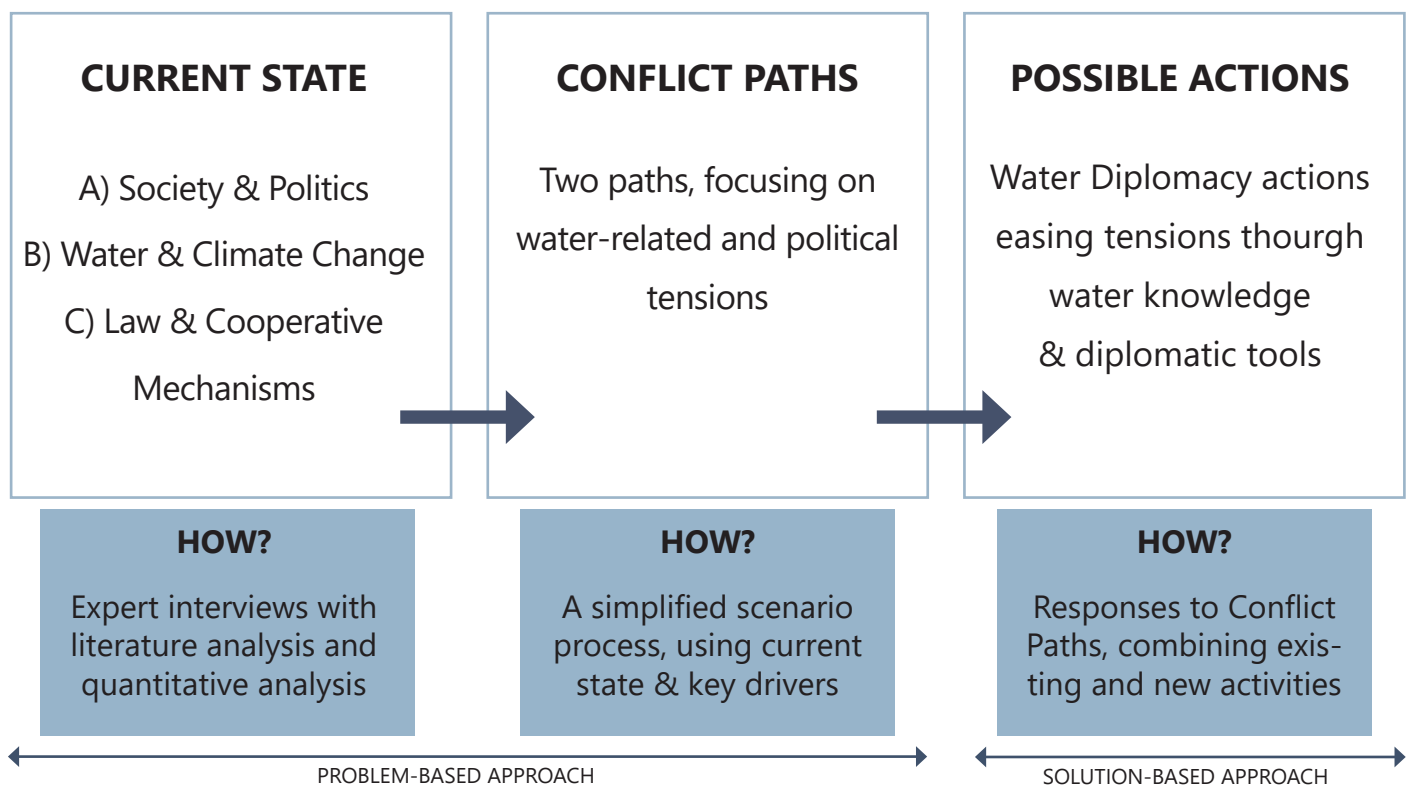 CURRENT STATE
A) Society & Politics
B) Water & Climate Change
C) Law & Cooperative
Mechanisms
CONFLICT PATHS
Two paths, focusing on
water-related and political
tensions
POSSIBLE ACTIONS
Water Diplomacy actions
easing tensions thourgh
water knowledge
& diplomatic tools
HOW?
Expert interviews with
literature analysis and
quantitative analysis
HOW?
A simplified scenario
process, using current
state & key drivers
HOW?
Responses to Conflict
Paths, combining exis-
ting and new activities
PROBLEM-BASED APPROACH
SOLUTION-BASED APPROACH